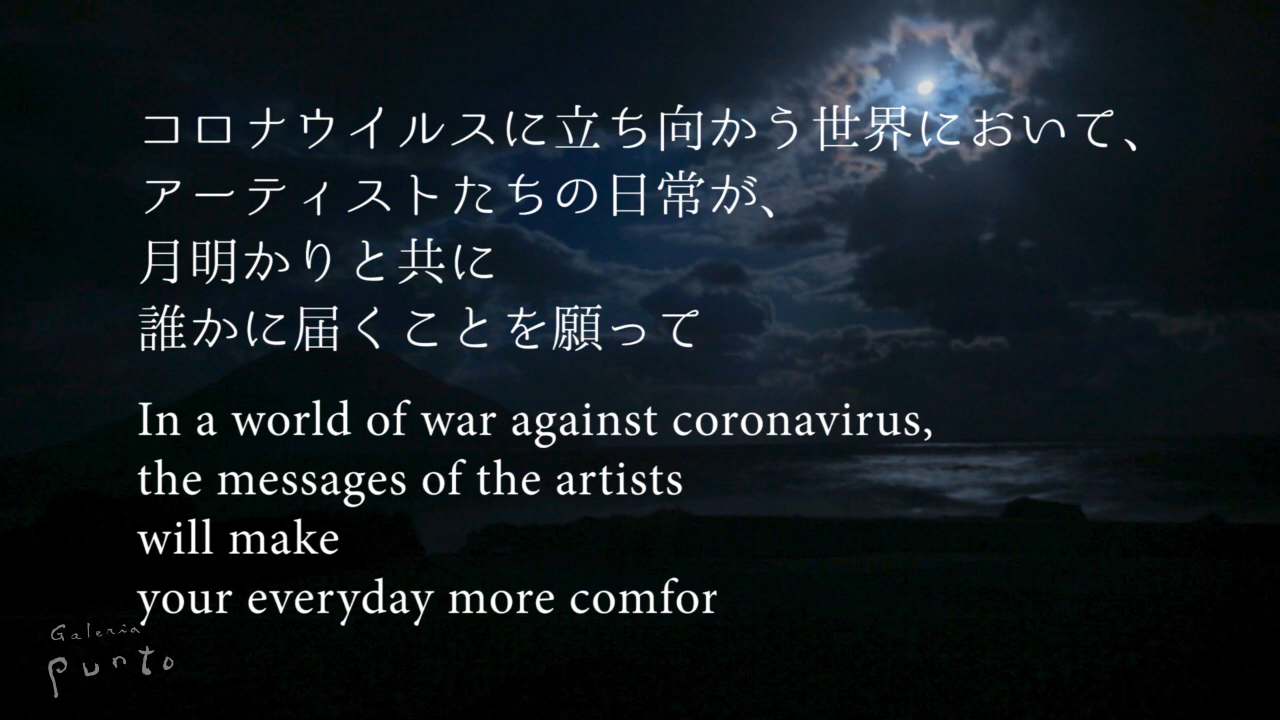 コロナウイルスに立ち向かう世界において、
アーティストたちの日常が、
月明かりと共に
誰かに届くことを願って
In a world of war against coronavirus,
the messages of the artists
will make
your everyday more comfor
Galeria
punto